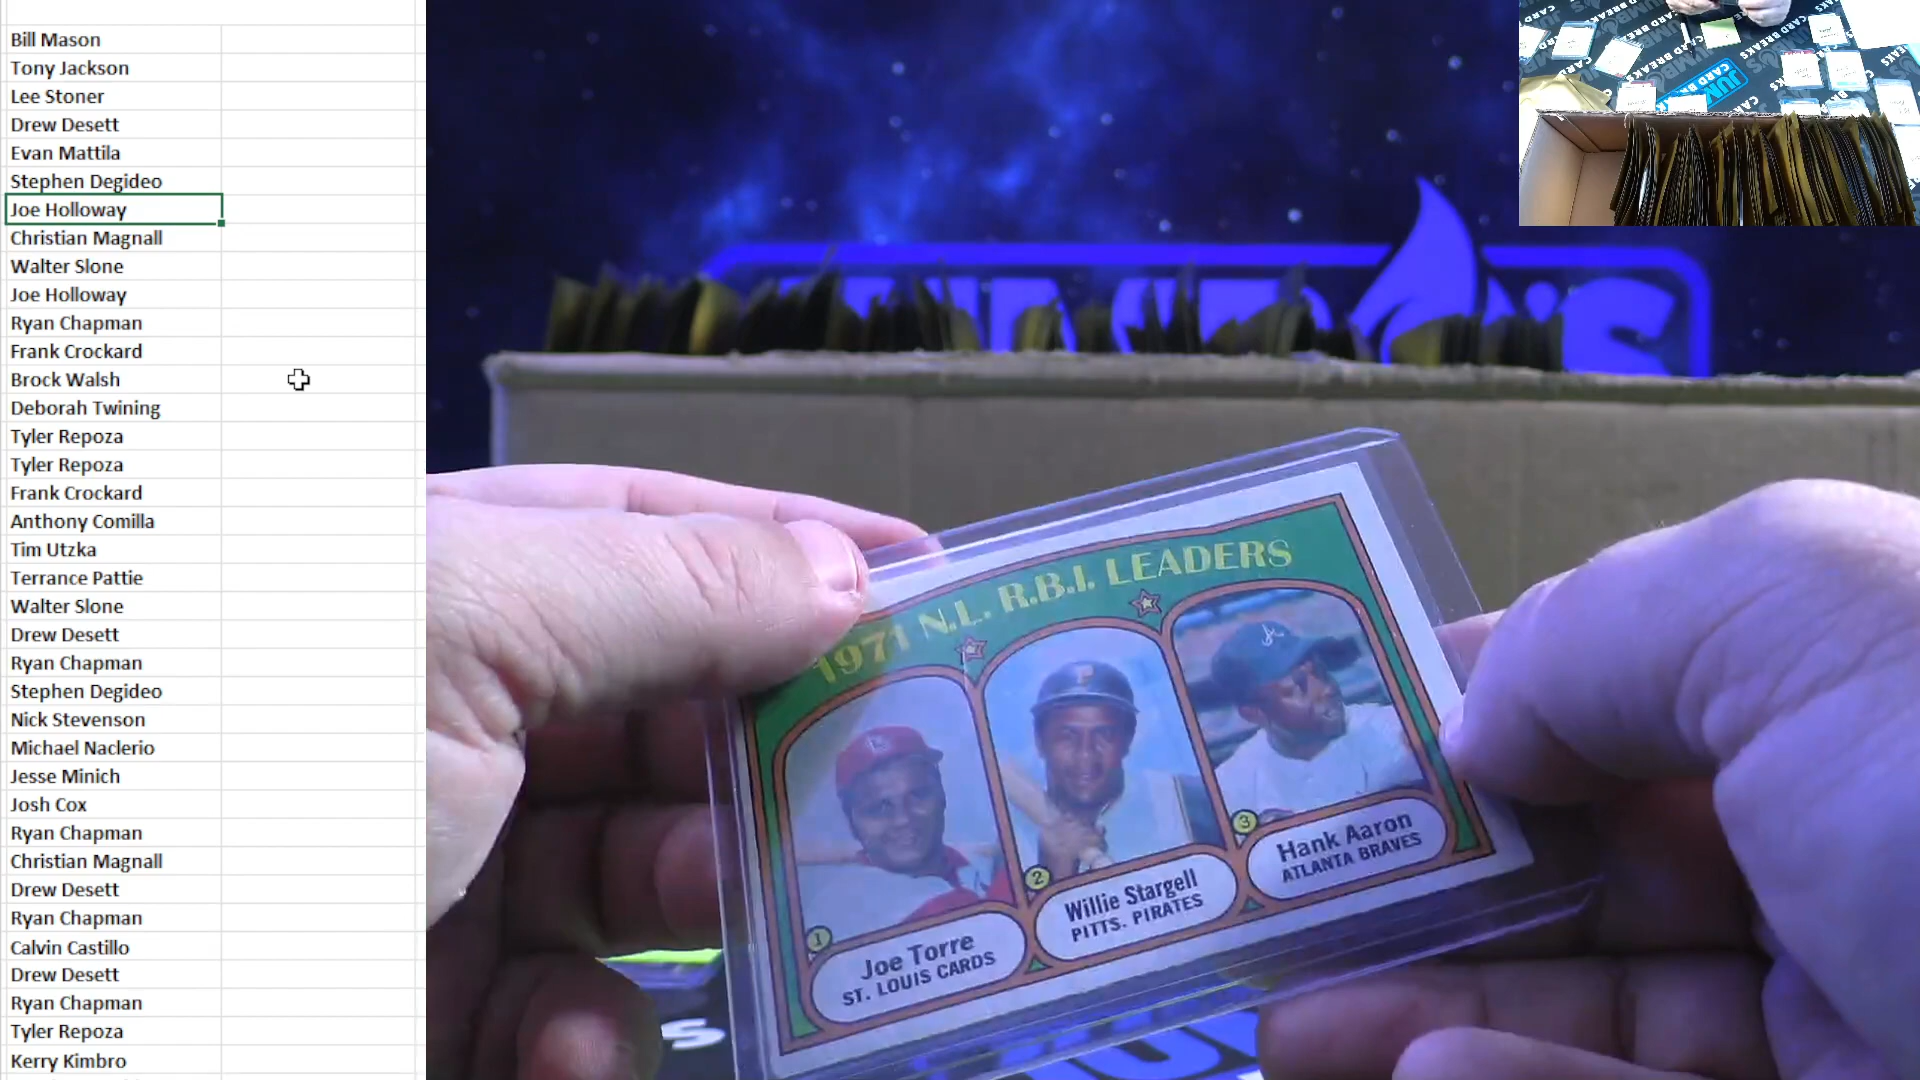 Bill Mason
Tony Jackson
Lee Stoner
Drew Desett
Evan Mattila
Stephen Degideo
Joe Holloway
Christian Magnall
Walter Slone
Joe Holloway
Ryan Chapman
Frank Crockard
Brock Walsh
Deborah Twining
Tyler Repoza
Tyler Repoza
Frank Crockard
Anthony Comilla
Tim Utzka
Terrance Pattie
Walter Slone
Drew Desett
Ryan Chapman
Stephen Degideo
Nick Stevenson
Michael Naclerio
Jesse Minich
Josh Cox
Ryan Chapman
Christian Magnall
Drew Desett
Ryan Chapman
Calvin Castillo
Drew Desett
Ryan Chapman
Tyler Repoza
Kerry Kimbro
1971 N.L. R.B.I. LEADERS
1
Joe Torre
ST. LOUIS CARDS
2
Willie Stargell
PITTS. PIRATES
3
Hank Aaron
ATLANTA BRAVES
CARD BREAKS